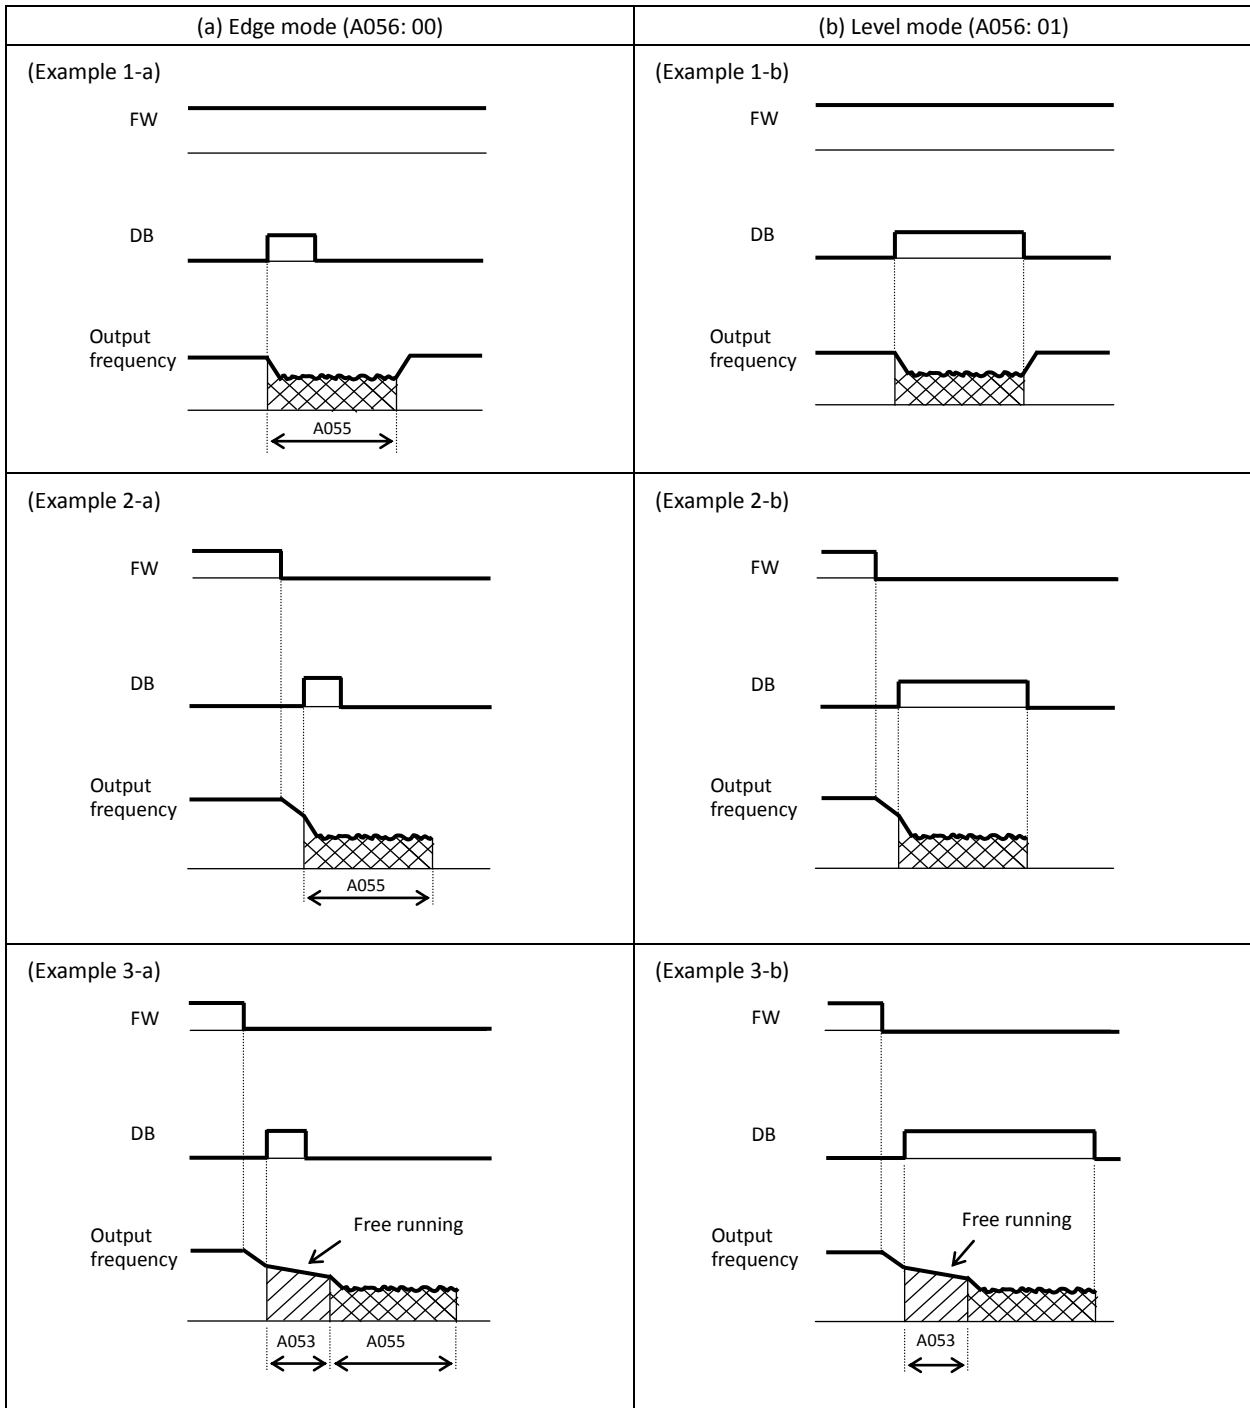 (a) Edge mode (A056: 00)
(b) Level mode (A056: 01)
(Example 1-a)
FW
DB
Output
frequency
A055
(Example 1-b)
FW
DB
Output
frequency
(Example 2-a)
FW
DB
Output
frequency
A055
(Example 2-b)
FW
DB
Output
frequency
(Example 3-a)
FW
DB
Free running
Output
frequency
A053
A055
(Example 3-b)
FW
DB
Free running
Output
frequency
A053